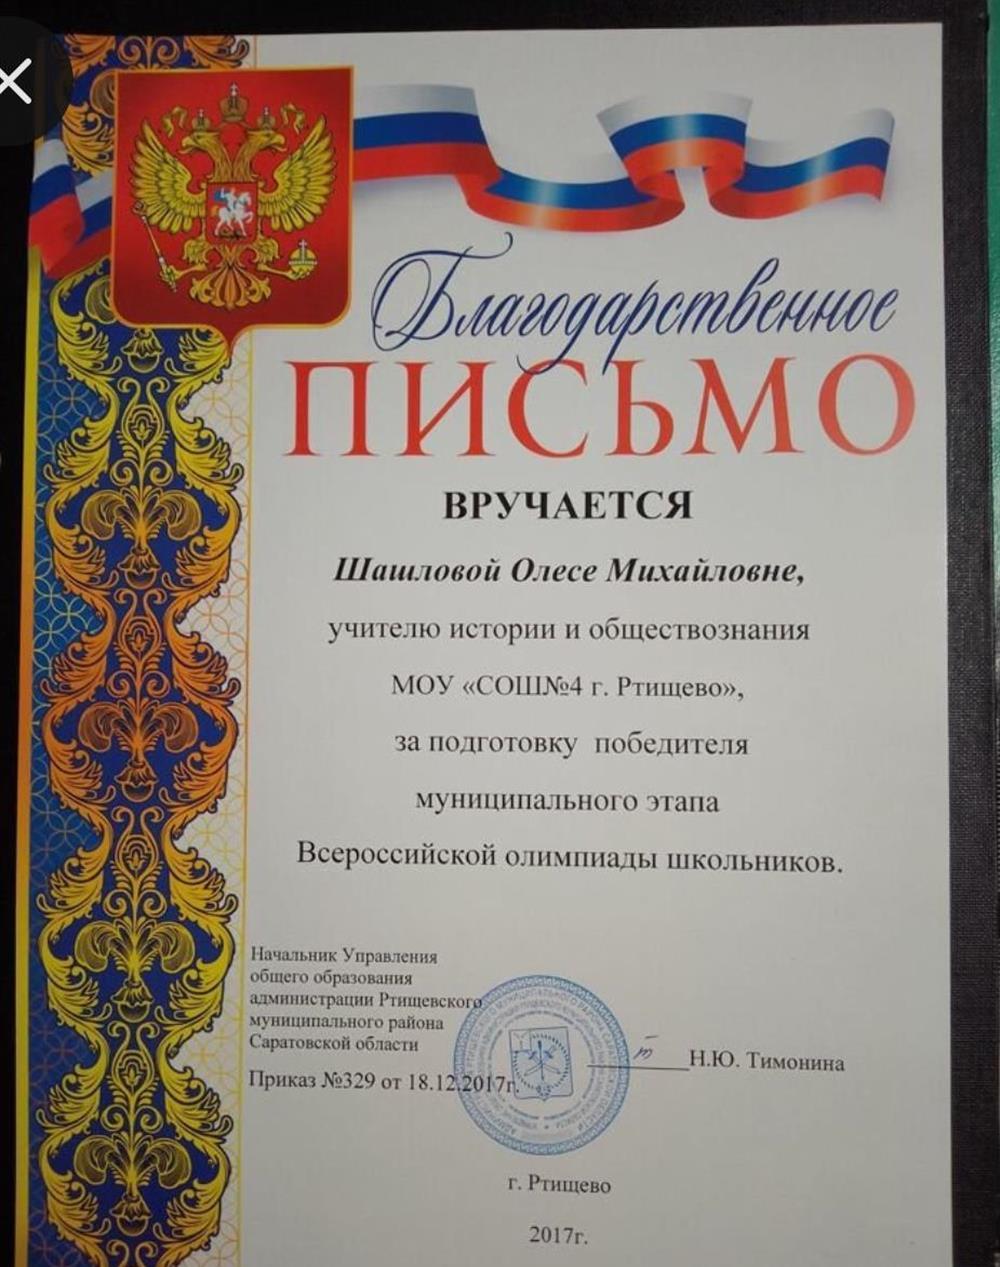 Благодарственное
ПИСЬМО
ВРУЧАЕТСЯ
Шашловой Олесе Михайловне,
учителю истории и обществознания
МОУ «СОШ№4 г. Ртищево»,
за подготовку победителя
муниципального этапа
Всероссийской олимпиады школьников.
Начальник Управления
общего образования
администрации Ртищевского
муниципального района
Саратовской области
Н.Ю. Тимонина
Приказ №329 от 18.12.2017г.
г. Ртищево
2017г.